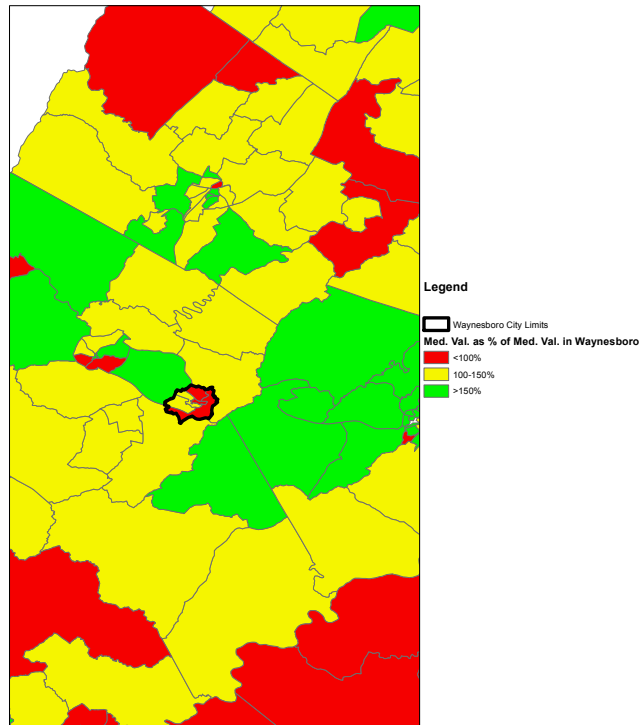 Legend
Waynesboro City Limits
Med. Val. as % of Med. Val. in Waynesboro
<100%
100-150%
>150%